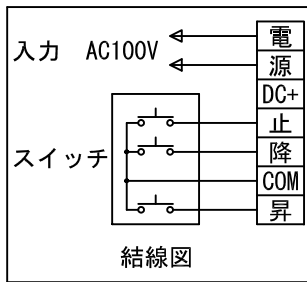 入力 AC100V
電
源
DC+
止
スイッチ
降
COM
昇
結線図